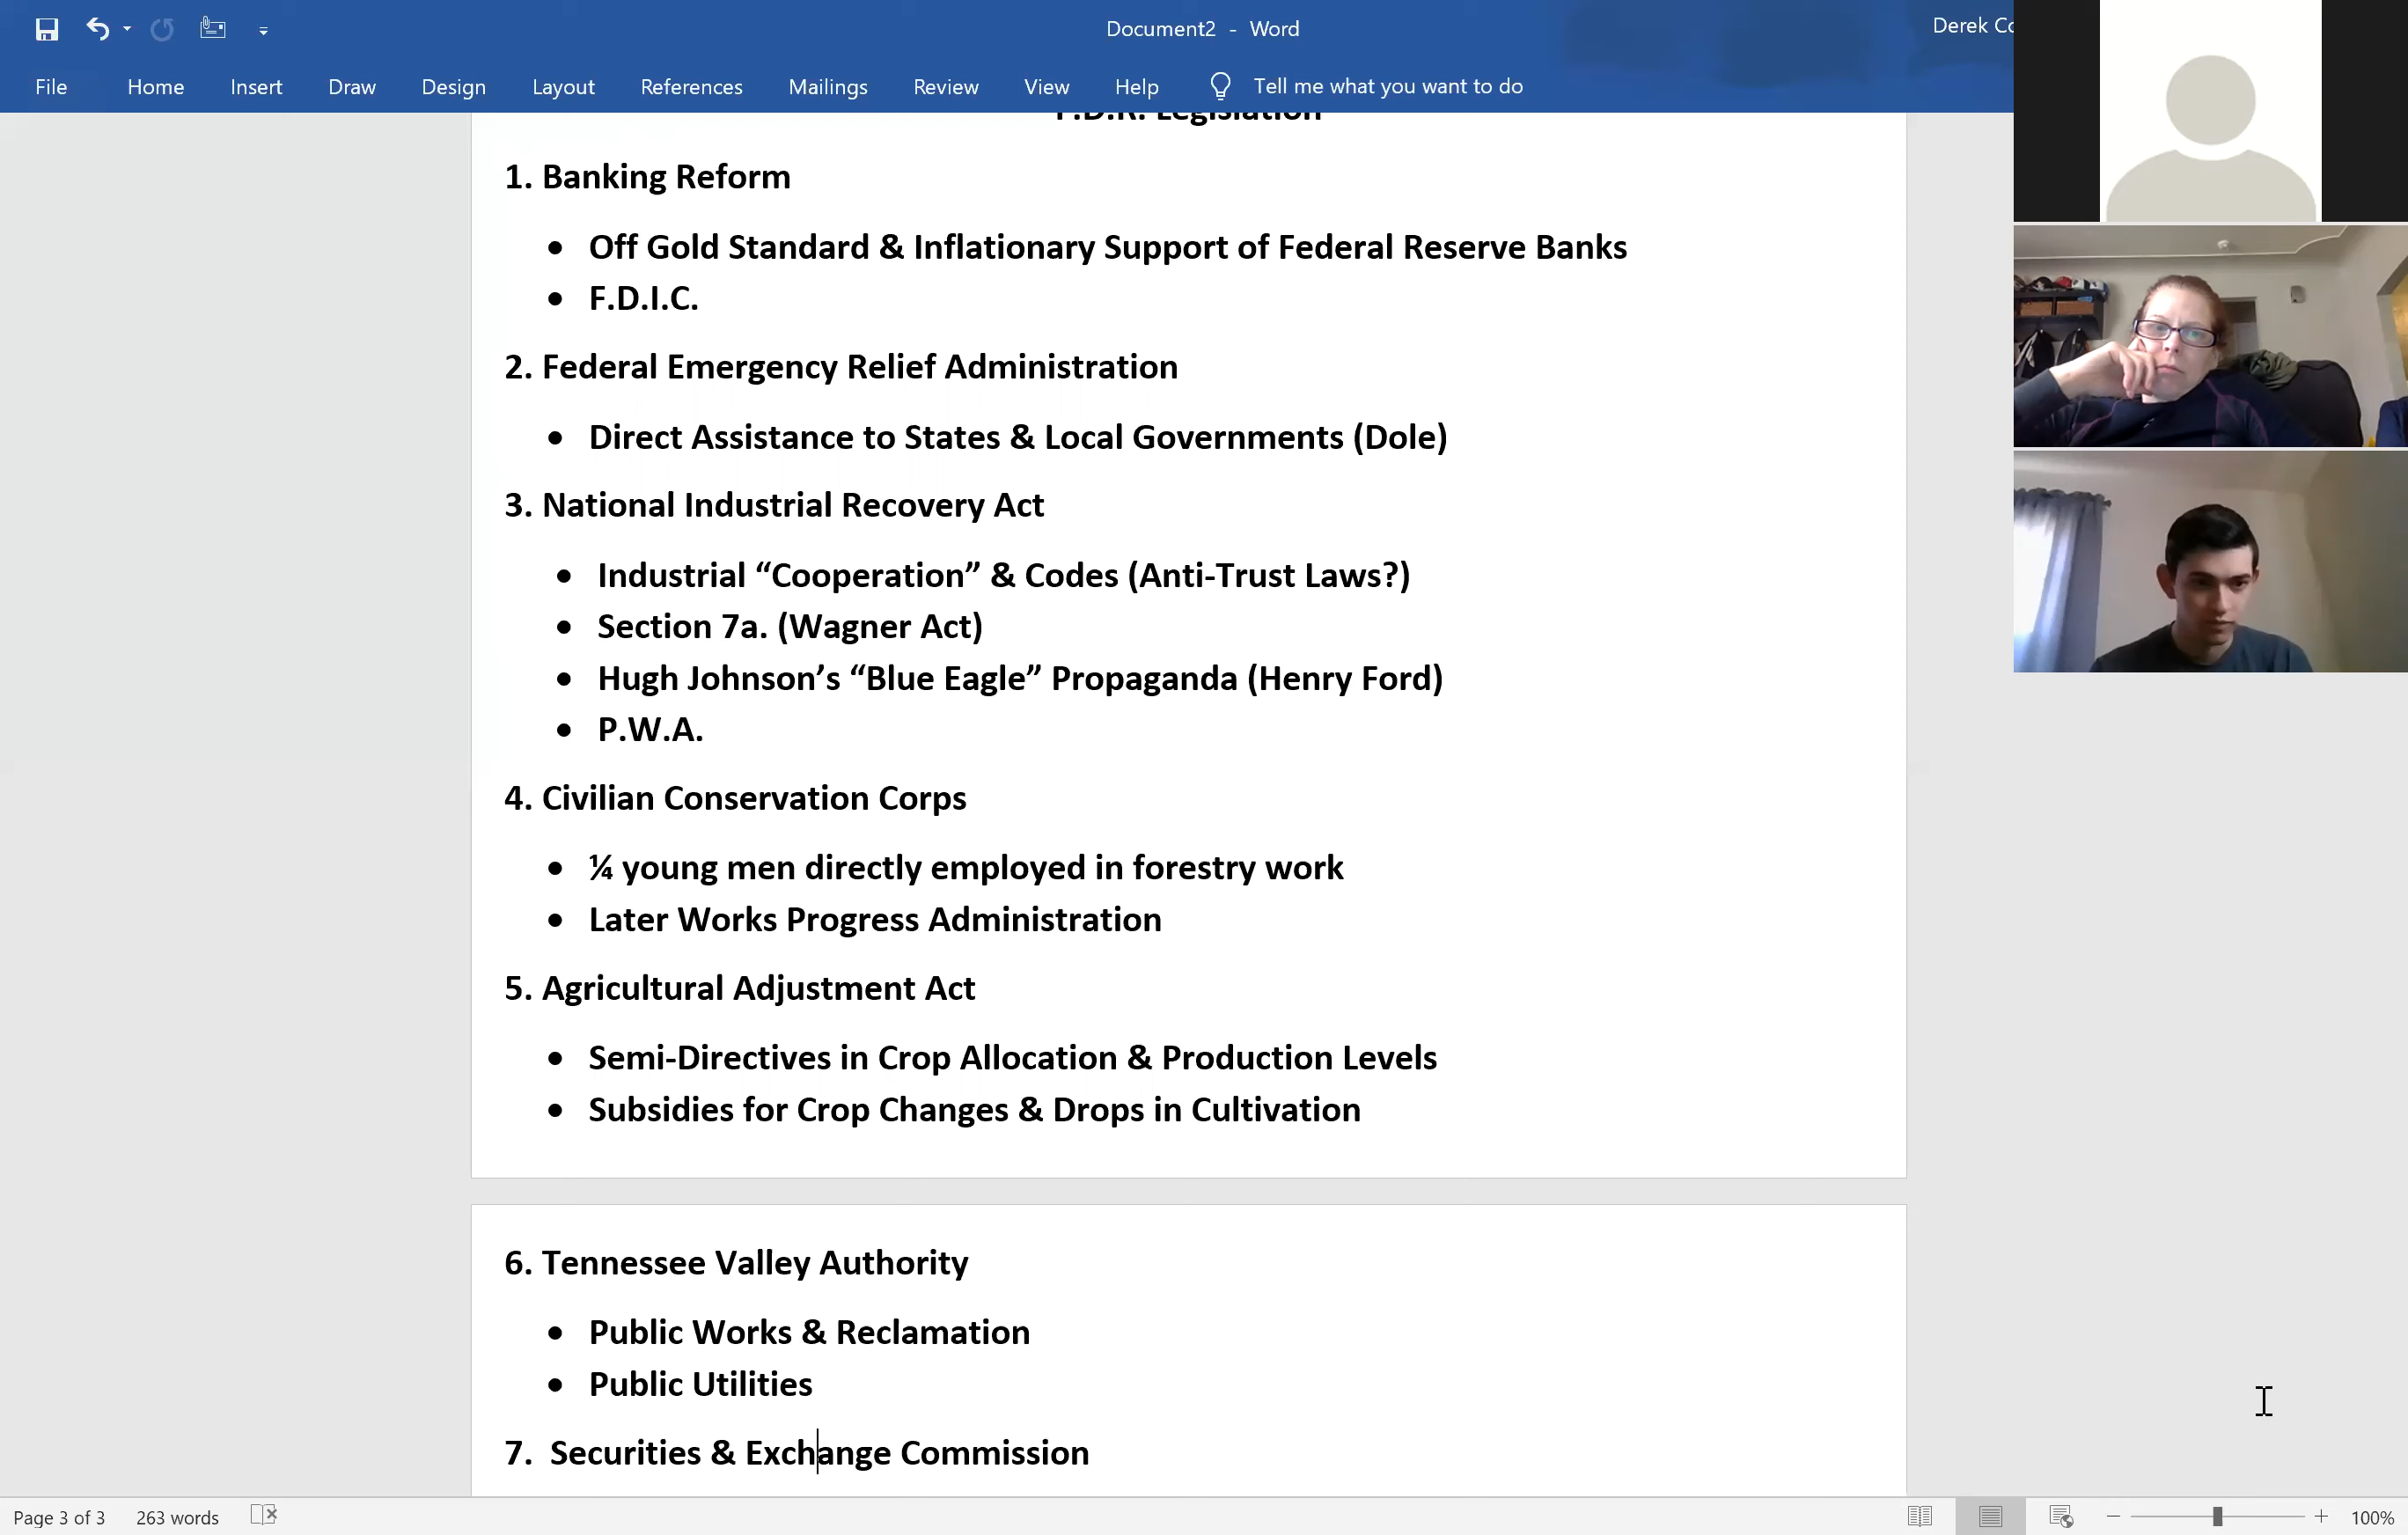 Document2 - Word
Derek Co
File Home Insert Draw Design Layout References Mailings Review View Help Tell me what you want to do
F.D.R. Legislation
1. Banking Reform
• Off Gold Standard & Inflationary Support of Federal Reserve Banks
• F.D.I.C.
2. Federal Emergency Relief Administration
• Direct Assistance to States & Local Governments (Dole)
3. National Industrial Recovery Act
• Industrial “Cooperation” & Codes (Anti-Trust Laws?)
• Section 7a. (Wagner Act)
• Hugh Johnson’s “Blue Eagle” Propaganda (Henry Ford)
• P.W.A.
4. Civilian Conservation Corps
• ¼ young men directly employed in forestry work
• Later Works Progress Administration
5. Agricultural Adjustment Act
• Semi-Directives in Crop Allocation & Production Levels
• Subsidies for Crop Changes & Drops in Cultivation
6. Tennessee Valley Authority
• Public Works & Reclamation
• Public Utilities
7. Securities & Exchange Commission
Page 3 of 3 263 words 100%